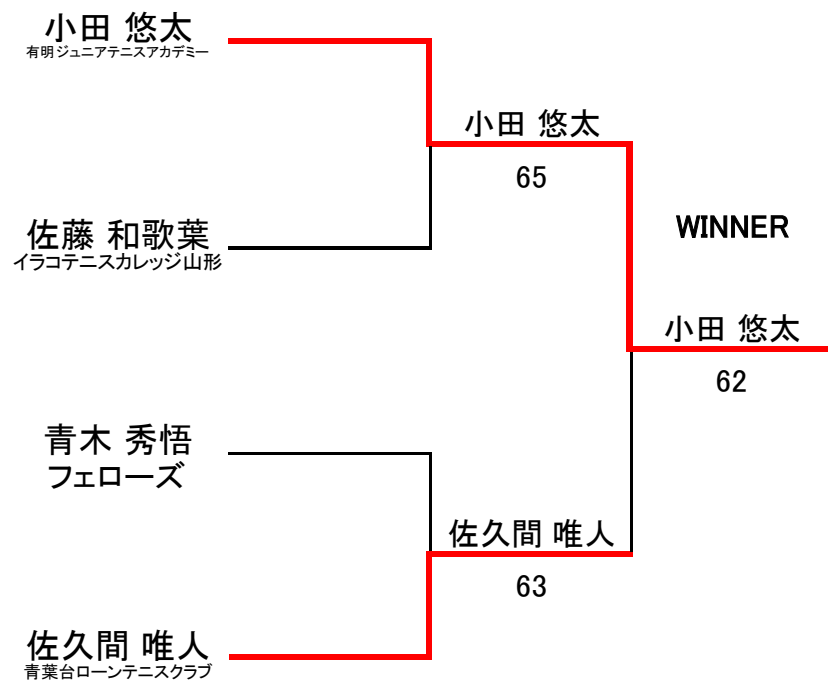 小田 悠太
有明ジュニアテニスアカデミー
小田 悠太
65
佐藤 和歌葉
イラコテニスカレッジ山形
WINNER
小田 悠太
62
青木 秀悟
フェローズ
佐久間 唯人
63
佐久間 唯人
青葉台ローンテニスクラブ